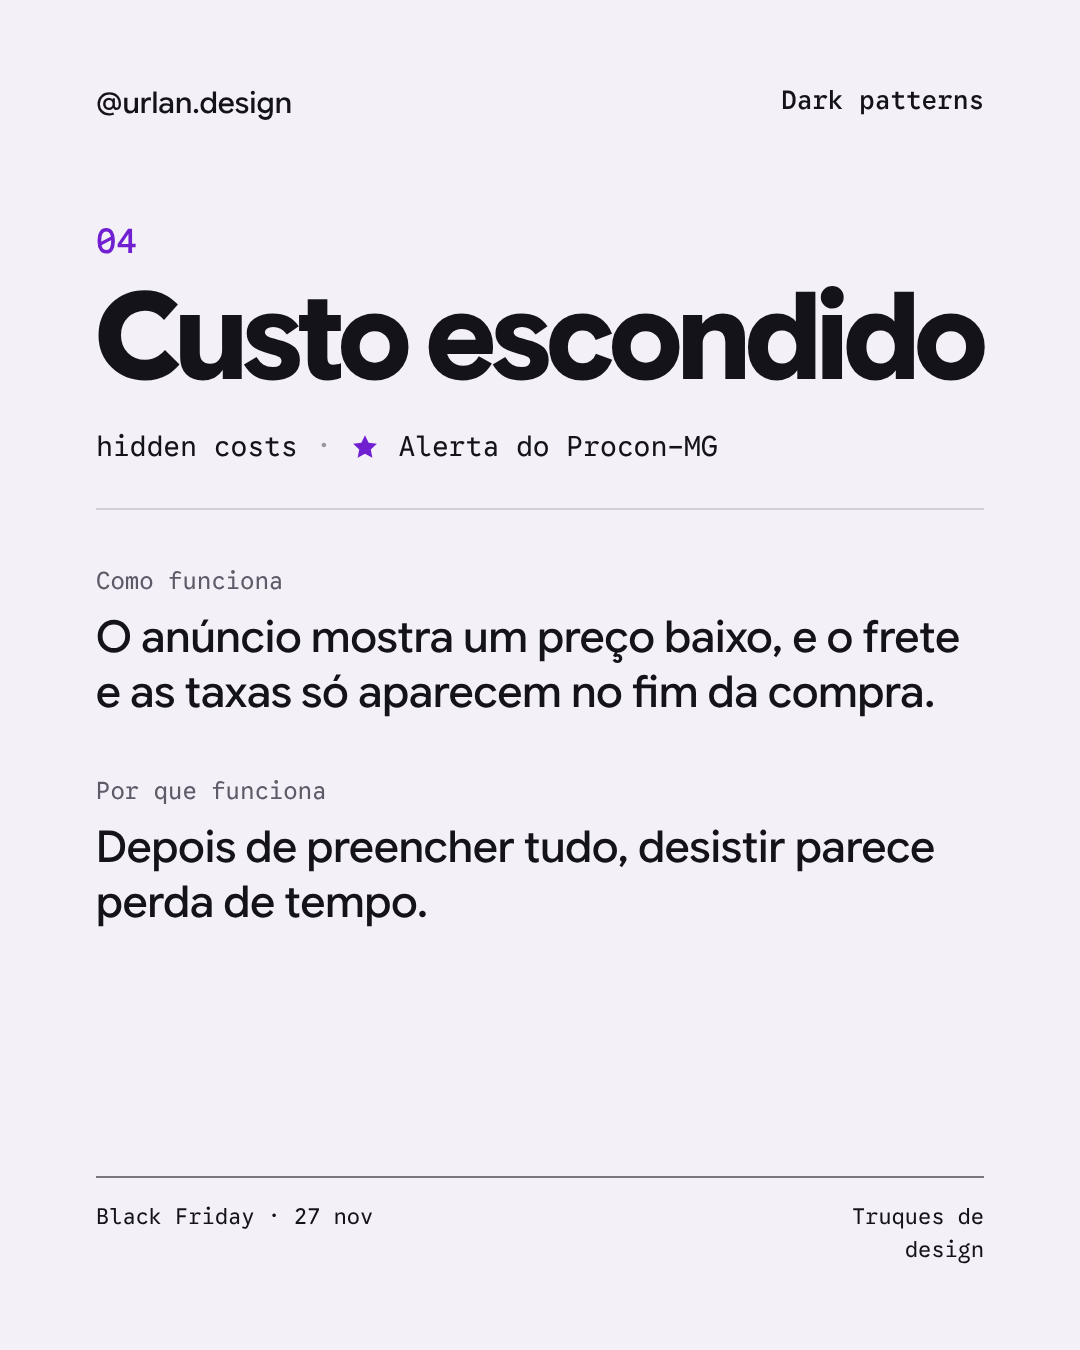 @urlan.design
Dark patterns
04
Custo escondido
hidden costs · ★ Alerta do Procon-MG
Como funciona
O anúncio mostra um preço baixo, e o frete
e as taxas só aparecem no fim da compra.
Por que funciona
Depois de preencher tudo, desistir parece
perda de tempo.
Black Friday · 27 nov
Truques de
design